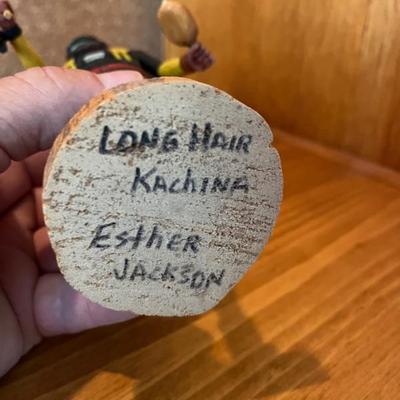 LONG HAIR
KACHINA
EstHER
JACKSON